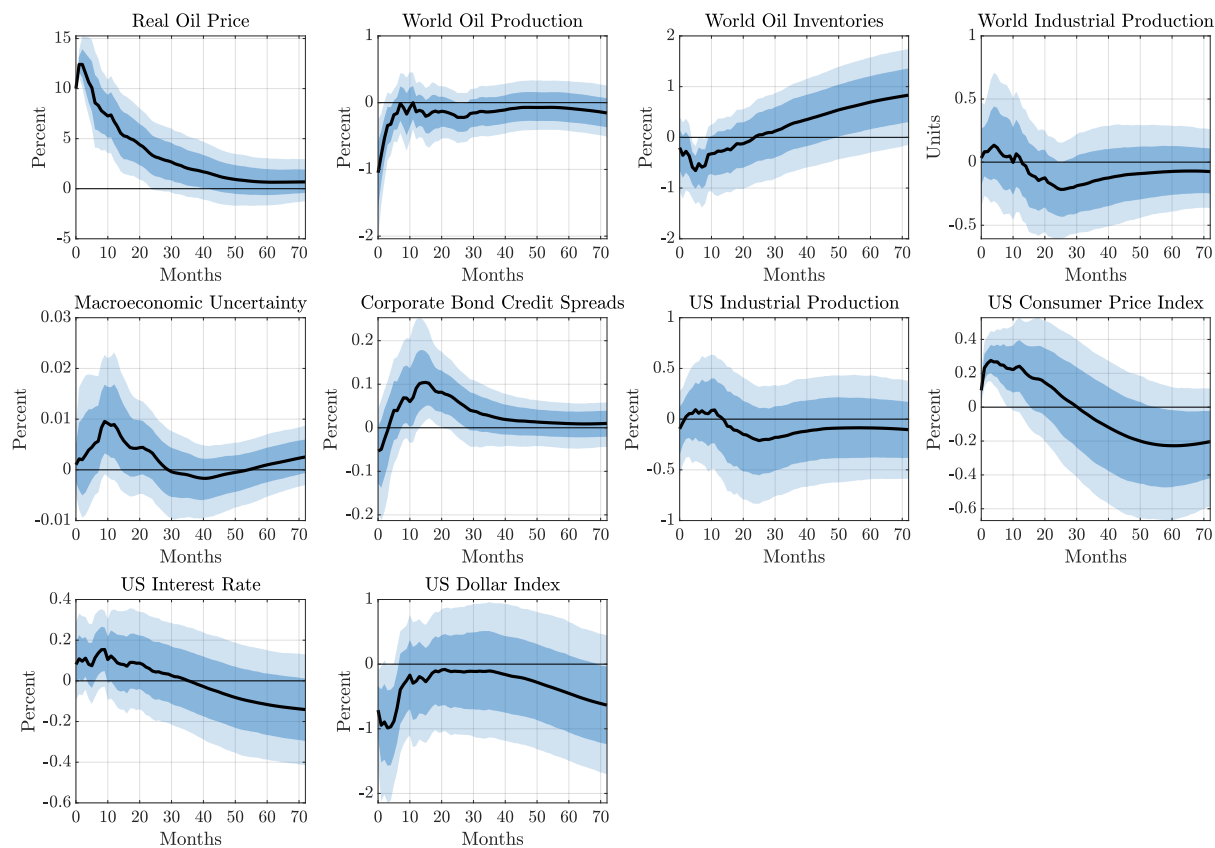 Real Oil Price
World Oil Production
World Oil Inventories
World Industrial Production
Percent
15
10
5
0
-5
0 10 20 30 40 50 60 70
Months
Percent
1
0
-1
-2
0 10 20 30 40 50 60 70
Months
Percent
2
1
0
-1
-2
0 10 20 30 40 50 60 70
Months
Units
1
0.5
0
-0.5
0 10 20 30 40 50 60 70
Months
Macroeconomic Uncertainty
Corporate Bond Credit Spreads
US Industrial Production
US Consumer Price Index
Percent
0.03
0.02
0.01
0
-0.01
0 10 20 30 40 50 60 70
Months
Percent
0.2
0.1
0
-0.1
-0.2
0 10 20 30 40 50 60 70
Months
Percent
1
0.5
0
-0.5
-1
0 10 20 30 40 50 60 70
Months
Percent
0.4
0.2
0
-0.2
-0.4
-0.6
0 10 20 30 40 50 60 70
Months
US Interest Rate
US Dollar Index
Percent
0.4
0.2
0
-0.2
-0.4
-0.6
0 10 20 30 40 50 60 70
Months
Percent
1
0
-1
-2
0 10 20 30 40 50 60 70
Months